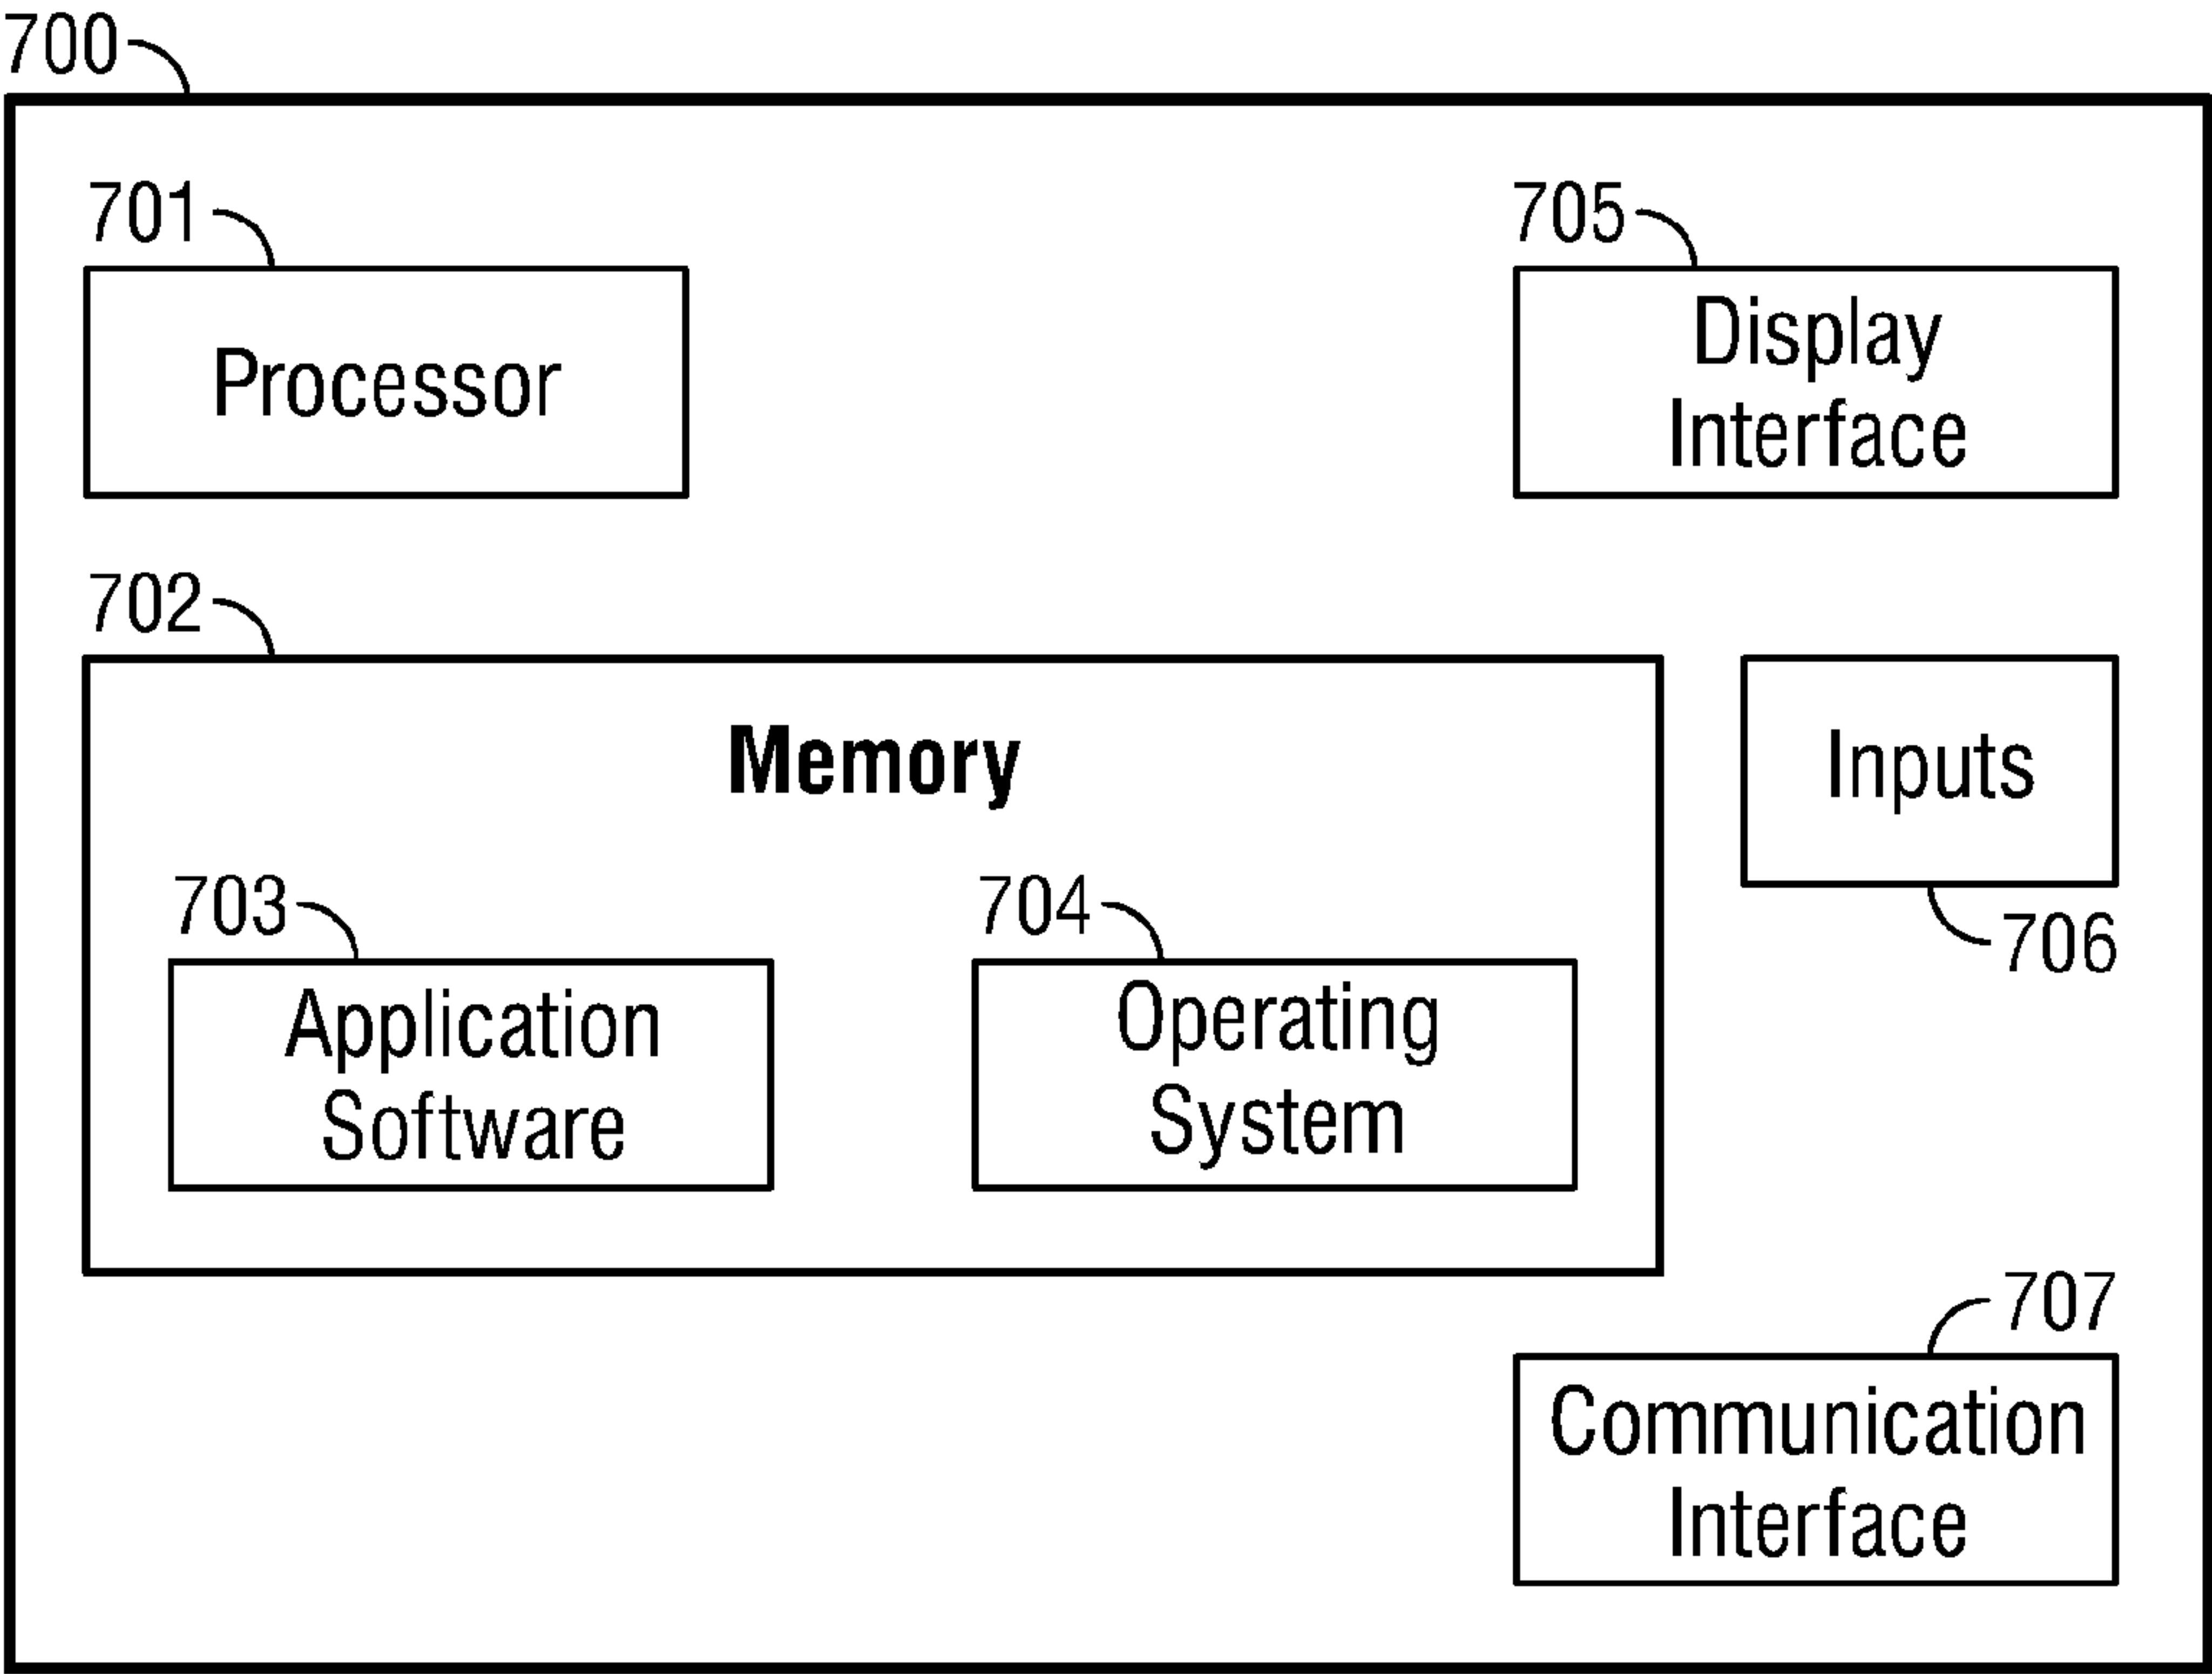 700
701
Processor
705
Display
Interface
702
Memory
703
Application
Software
704
Operating
System
Inputs
706
707
Communication
Interface